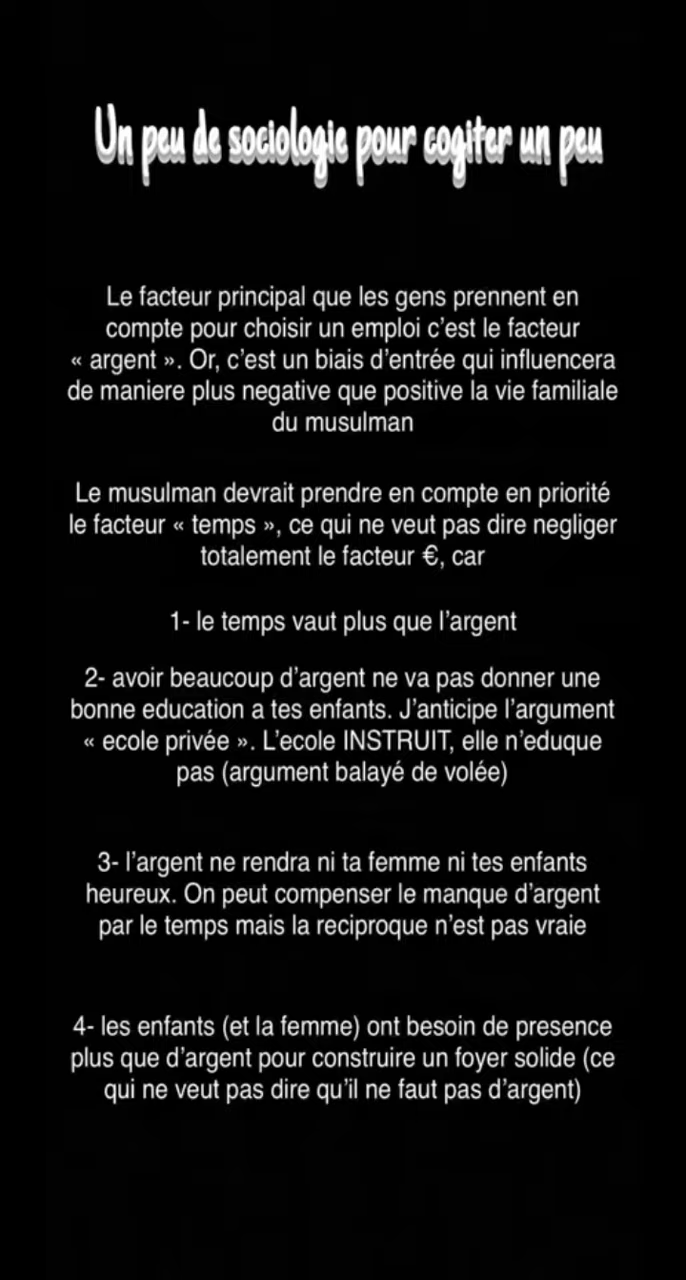 Un peu de sociologie pour cogiter un peu
Le facteur principal que les gens prennent en
compte pour choisir un emploi c'est le facteur
« argent ». Or, c'est un biais d'entrée qui influencera
de maniere plus negative que positive la vie familiale
du musulman
Le musulman devrait prendre en compte en priorité
le facteur « temps », ce qui ne veut pas dire negliger
totalement le facteur €, car
1- le temps vaut plus que l'argent
2- avoir beaucoup d'argent ne va pas donner une
bonne education a tes enfants. J'anticipe l'argument
« ecole privée ». L'ecole INSTRUIT, elle n'eduque
pas (argument balayé de volée)
3- l'argent ne rendra ni ta femme ni tes enfants
heureux. On peut compenser le manque d'argent
par le temps mais la reciproque n'est pas vraie
4- les enfants (et la femme) ont besoin de presence
plus que d'argent pour construire un foyer solide (ce
qui ne veut pas dire qu'il ne faut pas d'argent)